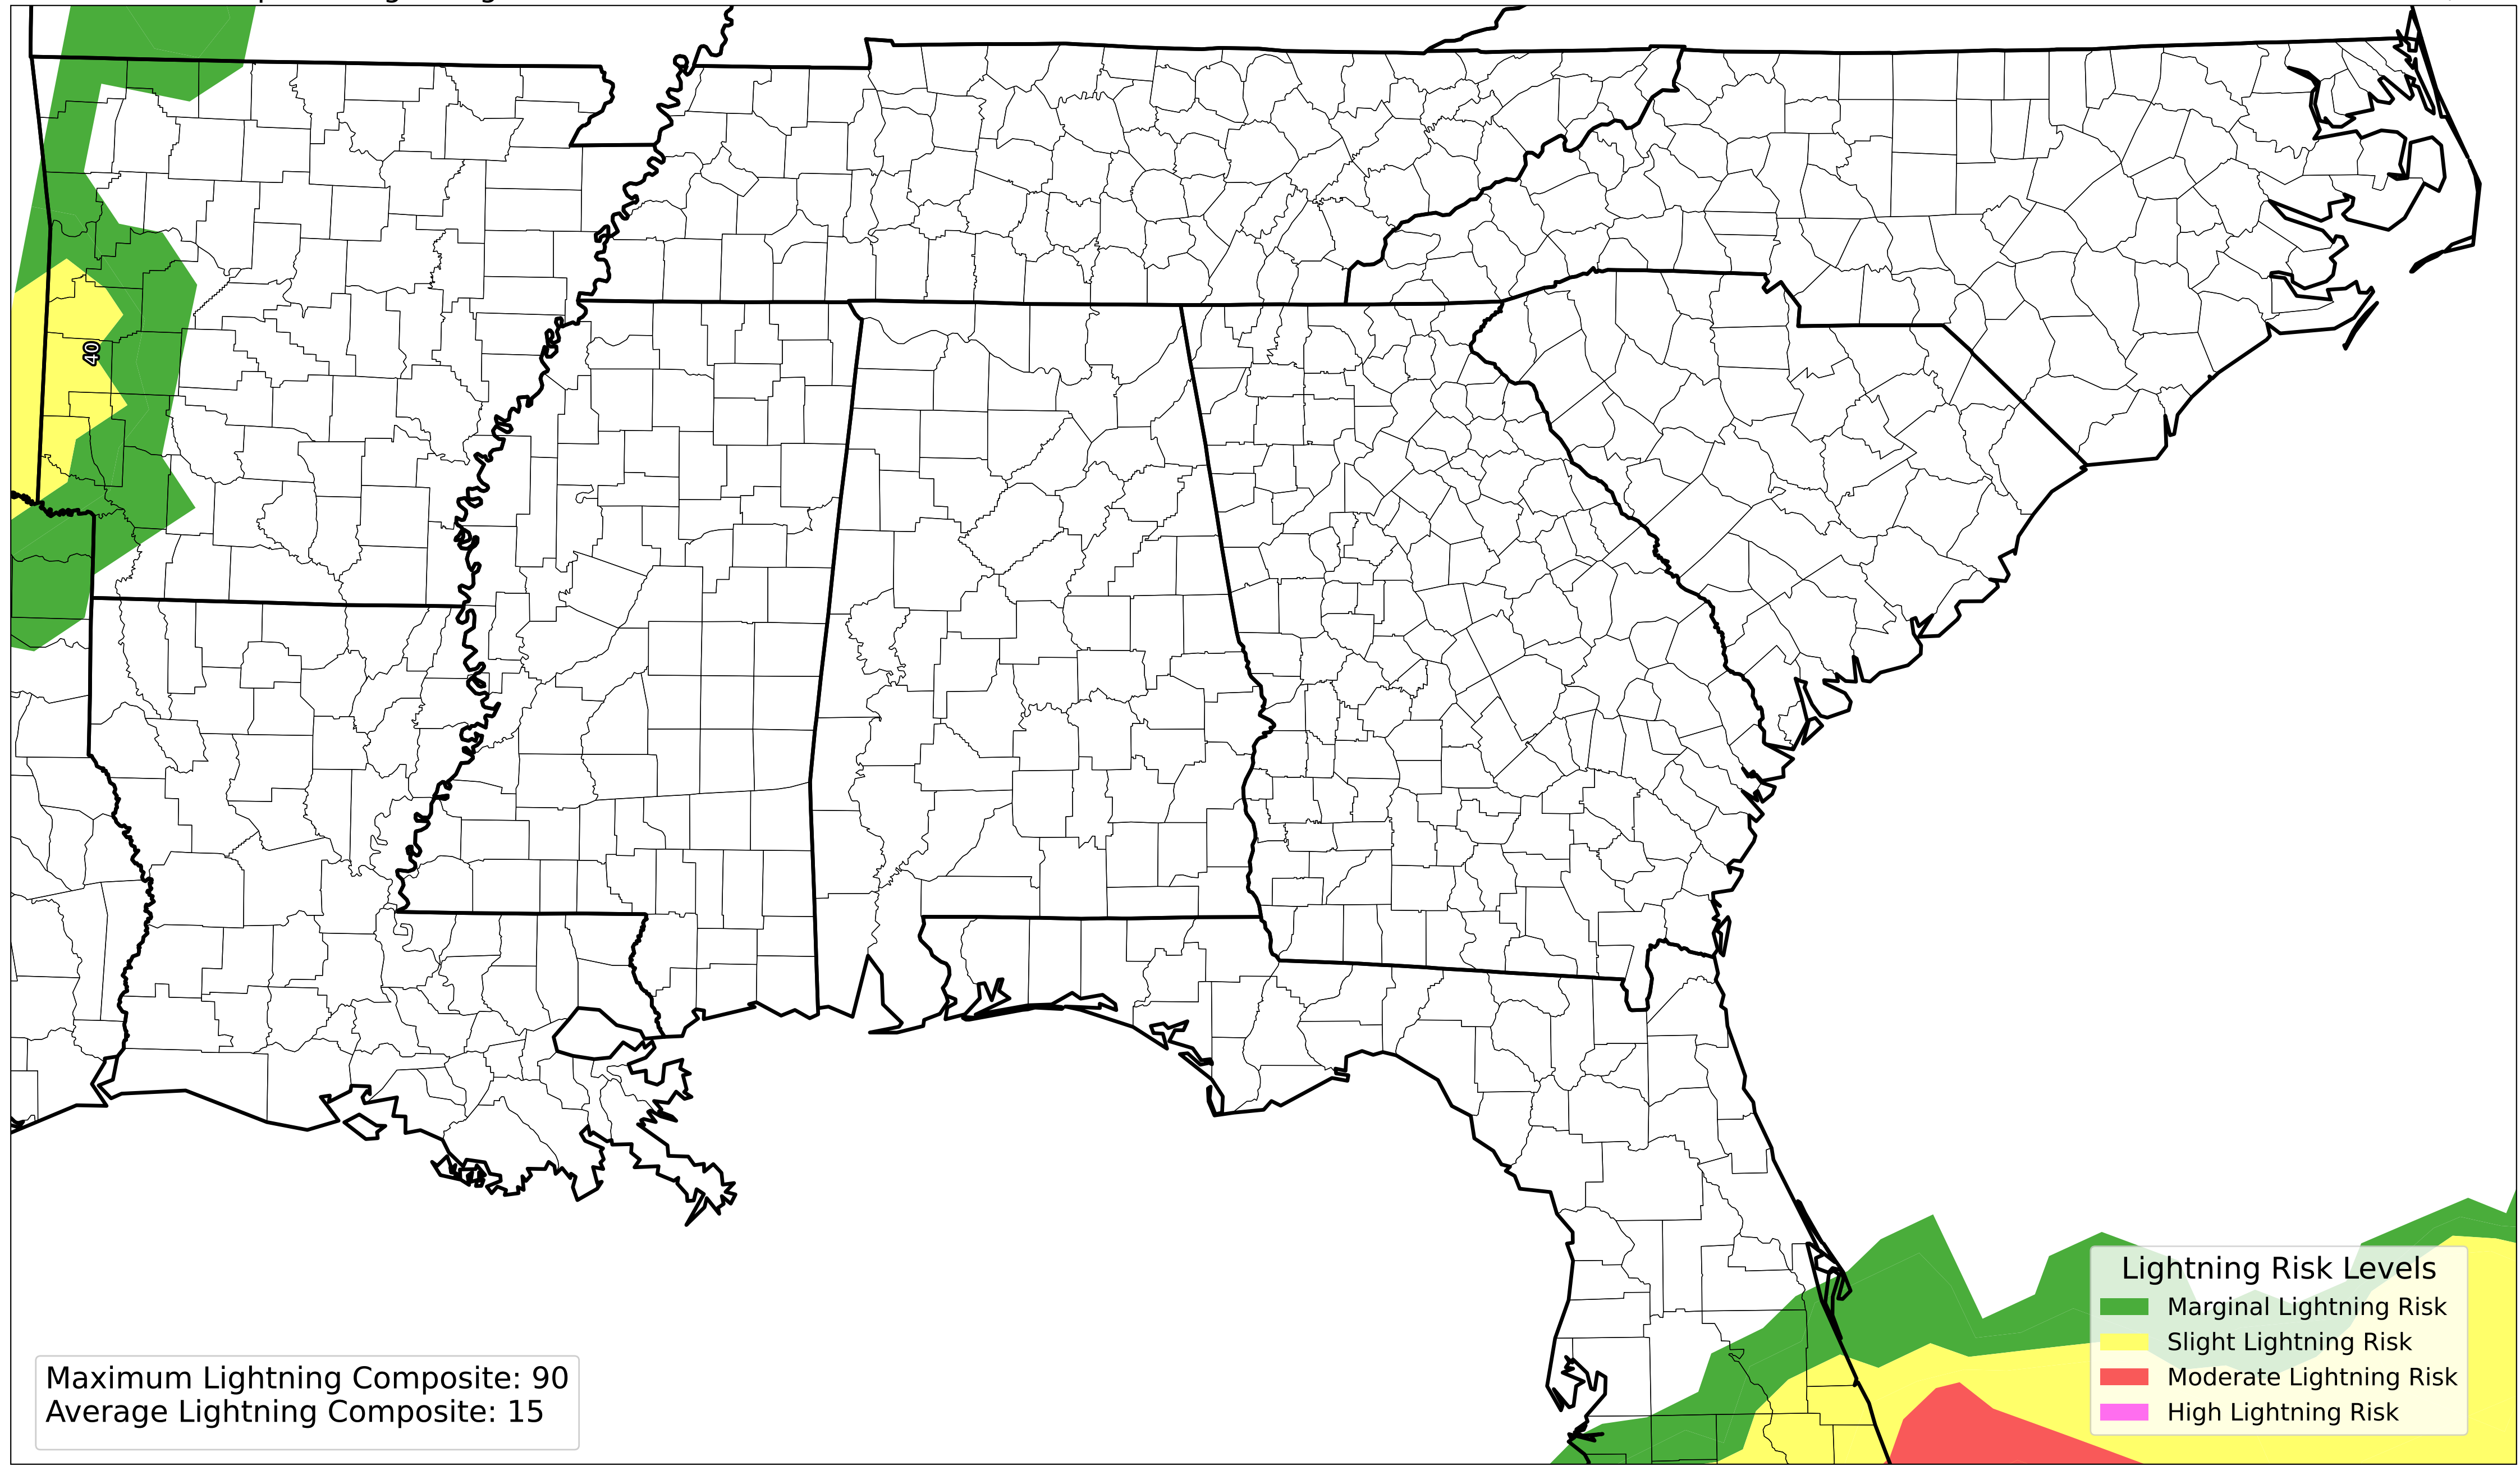 40
Lightning Risk Levels
Marginal Lightning Risk
Slight Lightning Risk
Moderate Lightning Risk
High Lightning Risk
Maximum Lightning Composite: 90
Average Lightning Composite: 15